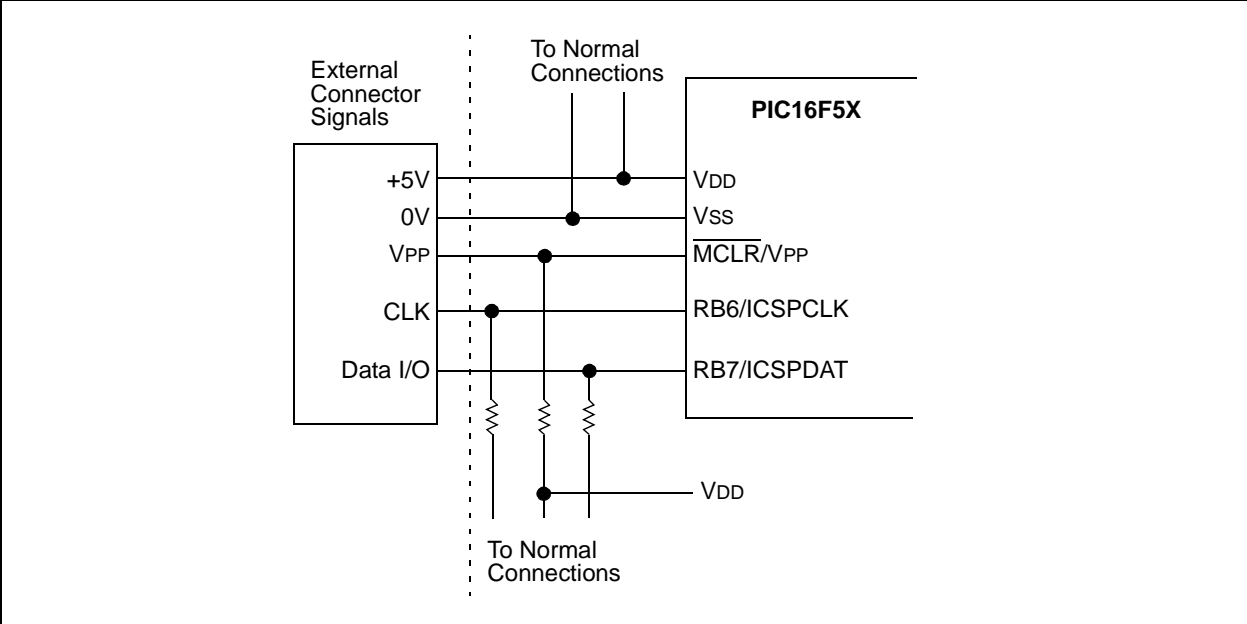 External
Connector
Signals
To Normal
Connections
PIC16F5X
+5V
0V
VPP
CLK
Data I/O
VDD
VSS
MCLR/VPP
RB6/ICSPCLK
RB7/ICSPDAT
VDD
To Normal
Connections